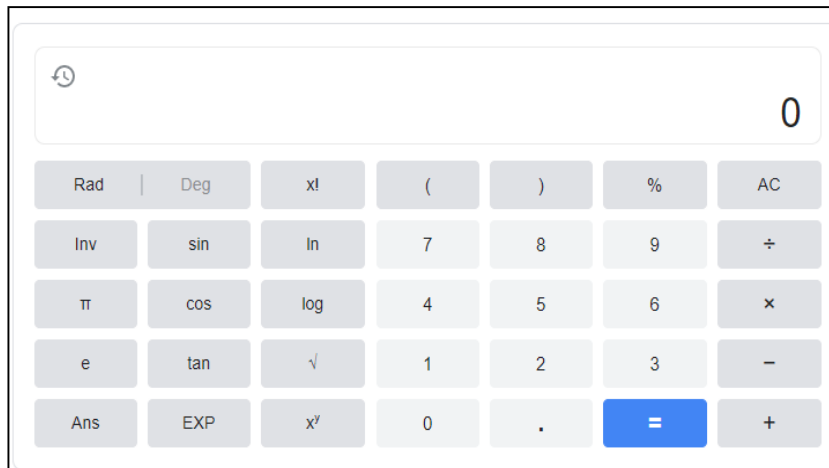 0
Rad | Deg x! ( ) % AC
Inv sin ln 7 8 9 ÷
π cos log 4 5 6 ×
e tan √ 1 2 3 −
Ans EXP xʸ 0 . = +